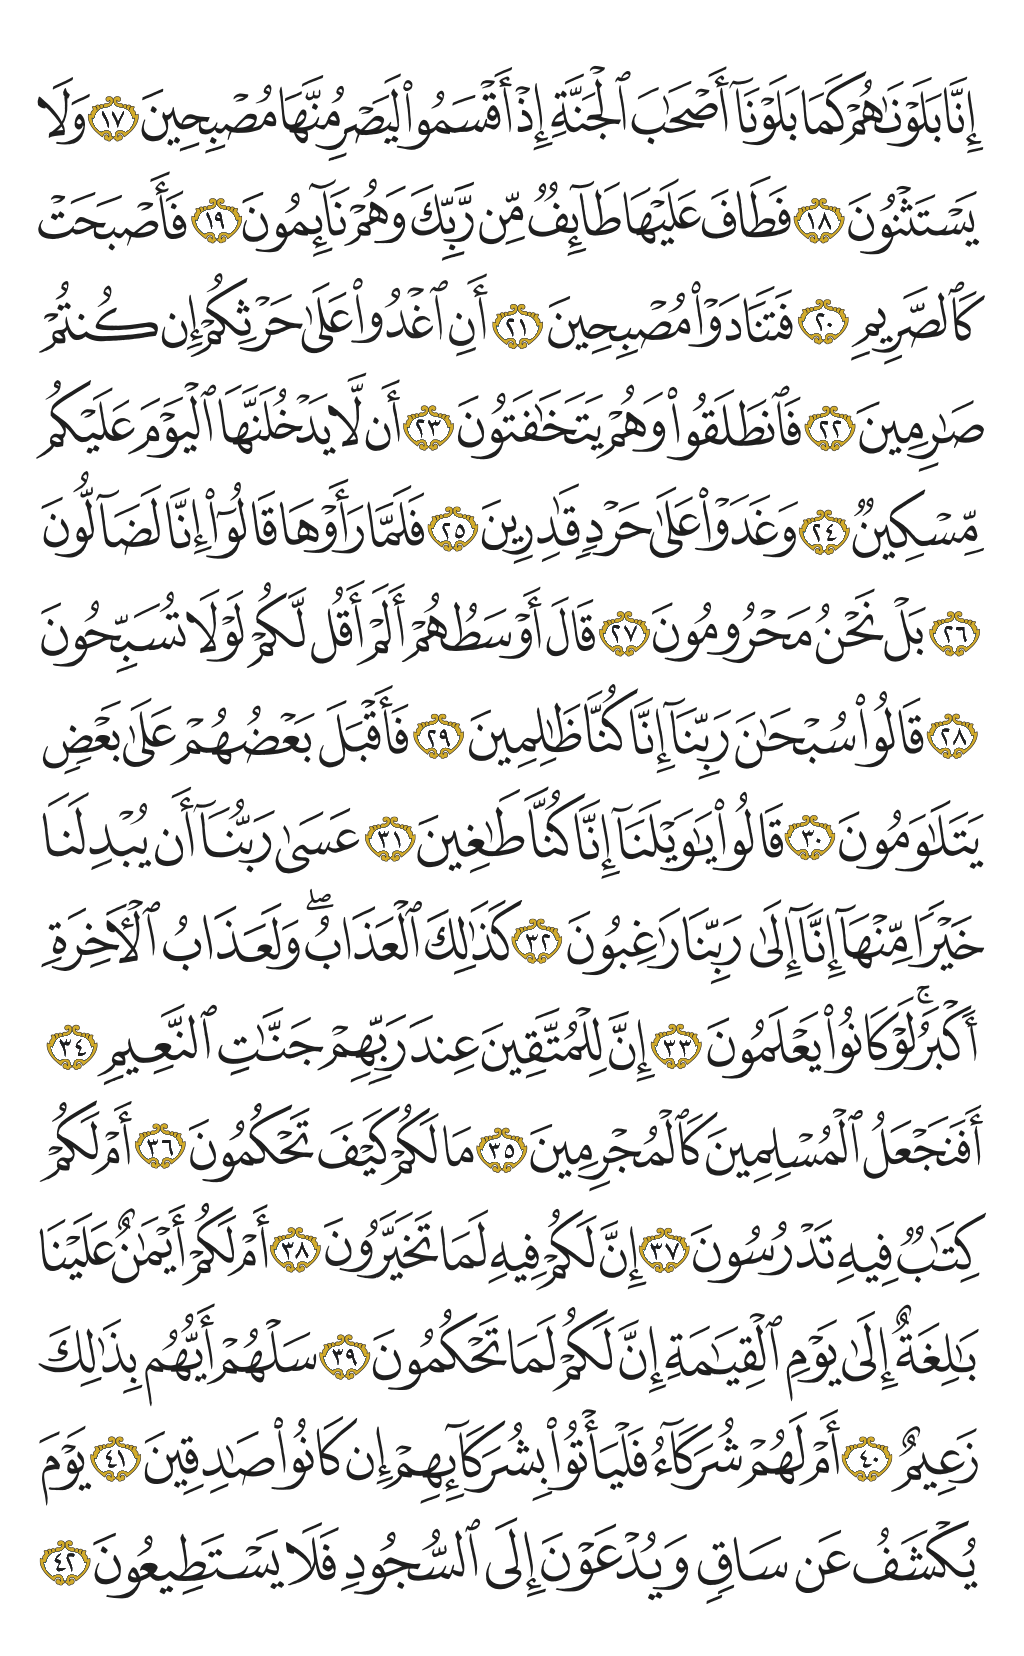 إِنَّا بَلَوْنَٰهُمْ كَمَا بَلَوْنَآ أَصْحَٰبَ ٱلْجَنَّةِ إِذْ أَقْسَمُوا۟ لَيَصْرِمُنَّهَا مُصْبِحِينَ ١٧ وَلَا
يَسْتَثْنُونَ ١٨ فَطَافَ عَلَيْهَا طَآئِفٌ مِّن رَّبِّكَ وَهُمْ نَآئِمُونَ ١٩ فَأَصْبَحَتْ
كَٱلصَّرِيمِ ٢٠ فَتَنَادَوْا۟ مُصْبِحِينَ ٢١ أَنِ ٱغْدُوا۟ عَلَىٰ حَرْثِكُمْ إِن كُنتُمْ
صَٰرِمِينَ ٢٢ فَٱنطَلَقُوا۟ وَهُمْ يَتَخَٰفَتُونَ ٢٣ أَن لَّا يَدْخُلَنَّهَا ٱلْيَوْمَ عَلَيْكُم
مِّسْكِينٌ ٢٤ وَغَدَوْا۟ عَلَىٰ حَرْدٍ قَٰدِرِينَ ٢٥ فَلَمَّا رَأَوْهَا قَالُوٓا۟ إِنَّا لَضَآلُّونَ
٢٦ بَلْ نَحْنُ مَحْرُومُونَ ٢٧ قَالَ أَوْسَطُهُمْ أَلَمْ أَقُل لَّكُمْ لَوْلَا تُسَبِّحُونَ
٢٨ قَالُوا۟ سُبْحَٰنَ رَبِّنَآ إِنَّا كُنَّا ظَٰلِمِينَ ٢٩ فَأَقْبَلَ بَعْضُهُمْ عَلَىٰ بَعْضٍ
يَتَلَٰوَمُونَ ٣٠ قَالُوا۟ يَٰوَيْلَنَآ إِنَّا كُنَّا طَٰغِينَ ٣١ عَسَىٰ رَبُّنَآ أَن يُبْدِلَنَا
خَيْرًا مِّنْهَآ إِنَّآ إِلَىٰ رَبِّنَا رَٰغِبُونَ ٣٢ كَذَٰلِكَ ٱلْعَذَابُ ۖ وَلَعَذَابُ ٱلْءَاخِرَةِ
أَكْبَرُ ۚ لَوْ كَانُوا۟ يَعْلَمُونَ ٣٣ إِنَّ لِلْمُتَّقِينَ عِندَ رَبِّهِمْ جَنَّٰتِ ٱلنَّعِيمِ ٣٤
أَفَنَجْعَلُ ٱلْمُسْلِمِينَ كَٱلْمُجْرِمِينَ ٣٥ مَا لَكُمْ كَيْفَ تَحْكُمُونَ ٣٦ أَمْ لَكُمْ
كِتَٰبٌ فِيهِ تَدْرُسُونَ ٣٧ إِنَّ لَكُمْ فِيهِ لَمَا تَخَيَّرُونَ ٣٨ أَمْ لَكُمْ أَيْمَٰنٌ عَلَيْنَا
بَٰلِغَةٌ إِلَىٰ يَوْمِ ٱلْقِيَٰمَةِ إِنَّ لَكُمْ لَمَا تَحْكُمُونَ ٣٩ سَلْهُمْ أَيُّهُم بِذَٰلِكَ
زَعِيمٌ ٤٠ أَمْ لَهُمْ شُرَكَآءُ فَلْيَأْتُوا۟ بِشُرَكَآئِهِمْ إِن كَانُوا۟ صَٰدِقِينَ ٤١ يَوْمَ
يُكْشَفُ عَن سَاقٍ وَيُدْعَوْنَ إِلَى ٱلسُّجُودِ فَلَا يَسْتَطِيعُونَ ٤٢